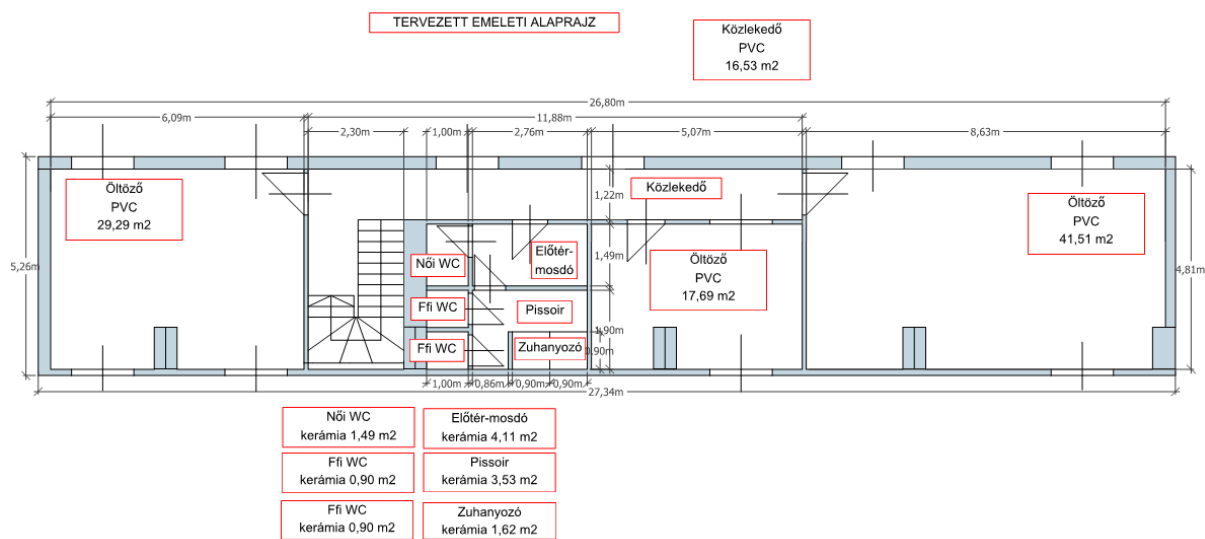 TERVEZETT EMELETI ALAPRAJZ
Közlekedő
PVC
16,53 m2
26,80m
6,09m
11,88m
2,30m
1,00m
2,76m
5,07m
8,63m
Öltöző
PVC
29,29 m2
1,22m
Közlekedő
Öltöző
PVC
41,51 m2
5,26m
4,81m
Női WC
Előtér-
mosdó
1,49m
Öltöző
PVC
17,69 m2
Ffi WC
Pissoir
1,90m
Ffi WC
Zuhanyozó
0,90m
1,00m
0,86m
0,90m
0,90m
27,34m
Női WC
kerámia 1,49 m2
Előtér-mosdó
kerámia 4,11 m2
Ffi WC
kerámia 0,90 m2
Pissoir
kerámia 3,53 m2
Ffi WC
kerámia 0,90 m2
Zuhanyozó
kerámia 1,62 m2